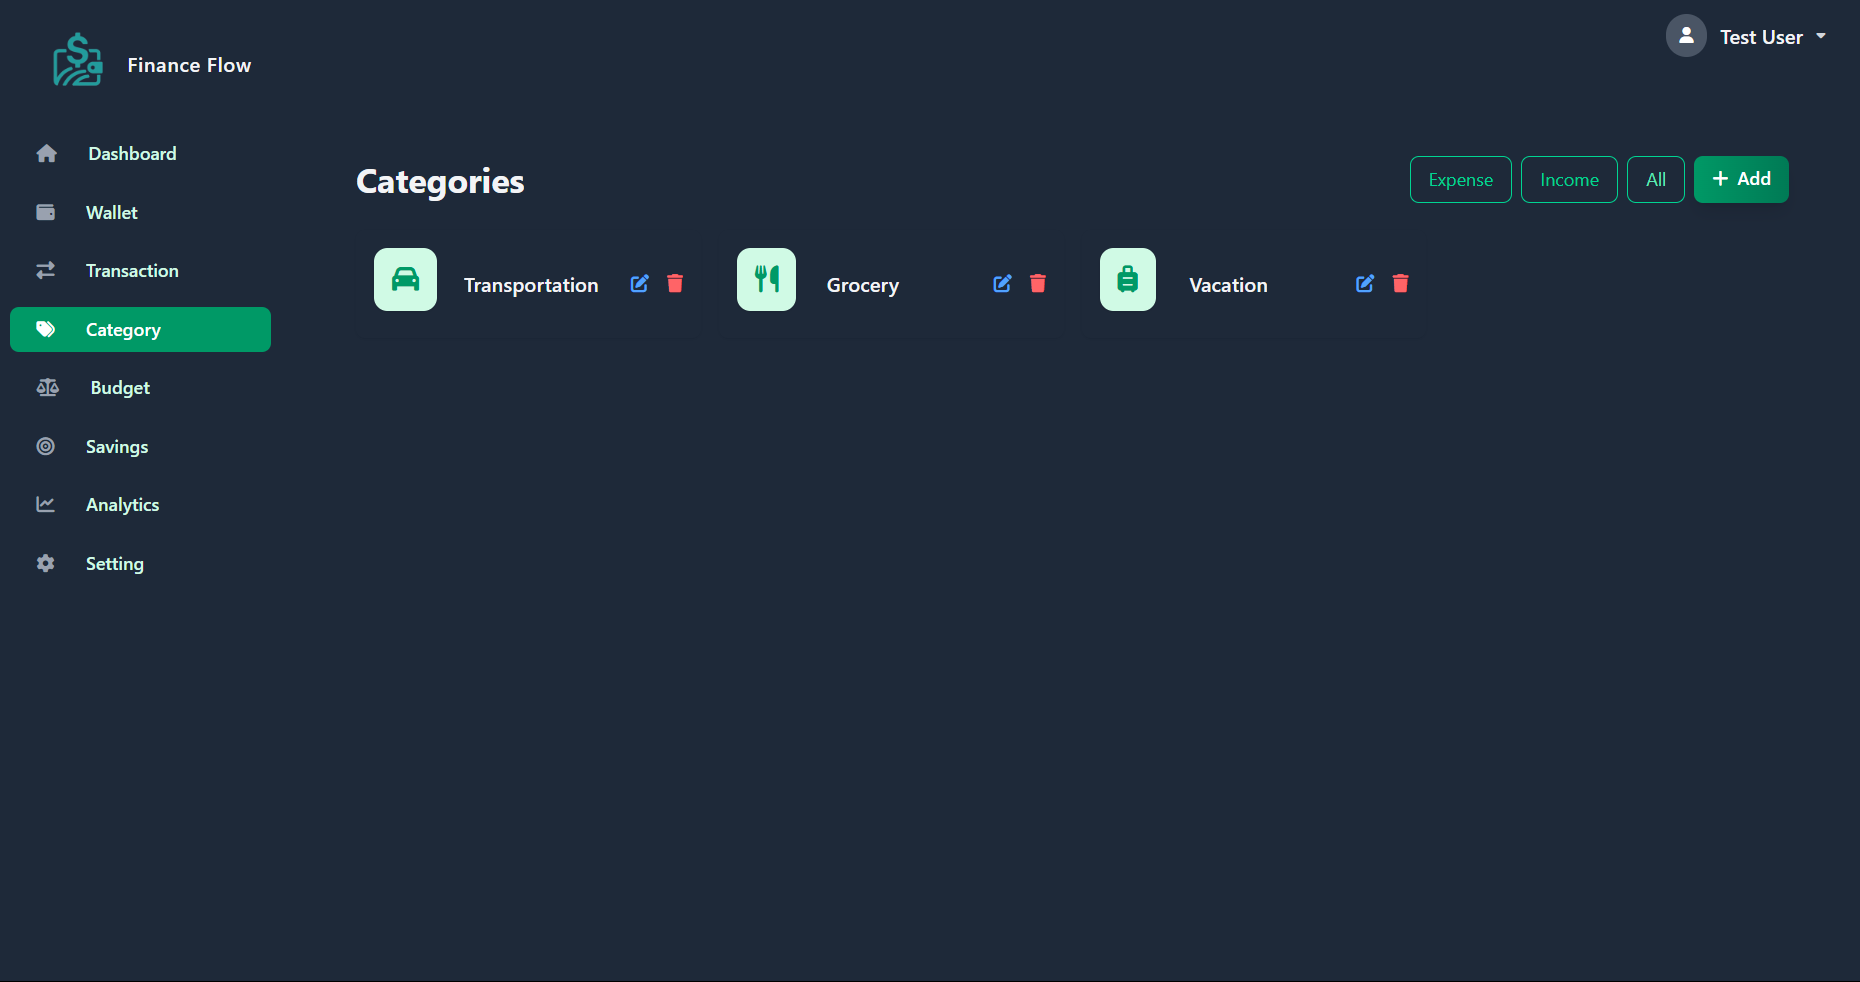 Finance Flow
Test User
Dashboard
Wallet
Transaction
Category
Budget
Savings
Analytics
Setting
Categories
Expense
Income
All
Add
Transportation
Grocery
Vacation